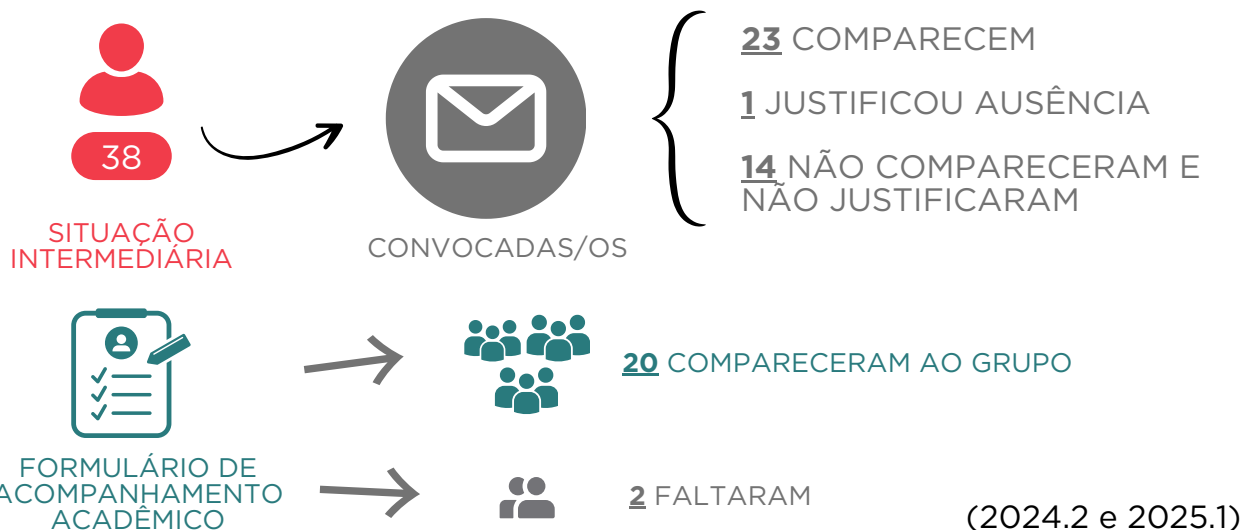 38
SITUAÇÃO
INTERMEDIÁRIA
CONVOCADAS/OS
23 COMPARECEM
1 JUSTIFICOU AUSÊNCIA
14 NÃO COMPARECERAM E
NÃO JUSTIFICARAM
FORMULÁRIO DE
ACOMPANHAMENTO
ACADÊMICO
20 COMPARECERAM AO GRUPO
2 FALTARAM
(2024.2 e 2025.1)